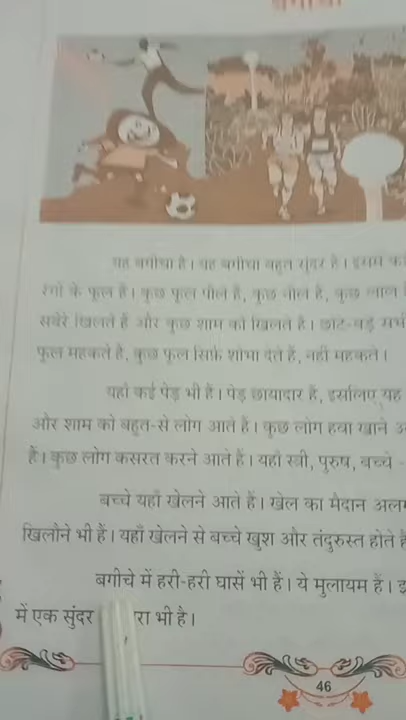 बगीचा
यह बगीचा है। यह बगीचा बहुत सुंदर है। इसमें
रंगों के फूल हैं। कुछ फूल पीले हैं, कुछ नीले हैं, कुछ लाल
सबेरे खिलते हैं और कुछ शाम को खिलते हैं। छोटे-बड़े सभी
फूल महकते हैं, कुछ फूल सिर्फ शोभा देते हैं, नहीं महकते।
यहाँ कई पेड़ भी हैं। पेड़ छायादार हैं, इसलिए यह
और शाम को बहुत-से लोग आते हैं। कुछ लोग हवा खाने
हैं। कुछ लोग कसरत करने आते हैं। यहाँ स्त्री, पुरुष, बच्चे -
बच्चे यहाँ खेलने आते हैं। खेल का मैदान
खिलौने भी हैं। यहाँ खेलने से बच्चे खुश और तंदुरुस्त होते
बगीचे में हरी-हरी घासें भी हैं। ये मुलायम हैं।
में एक सुंदर रा भी है।
46